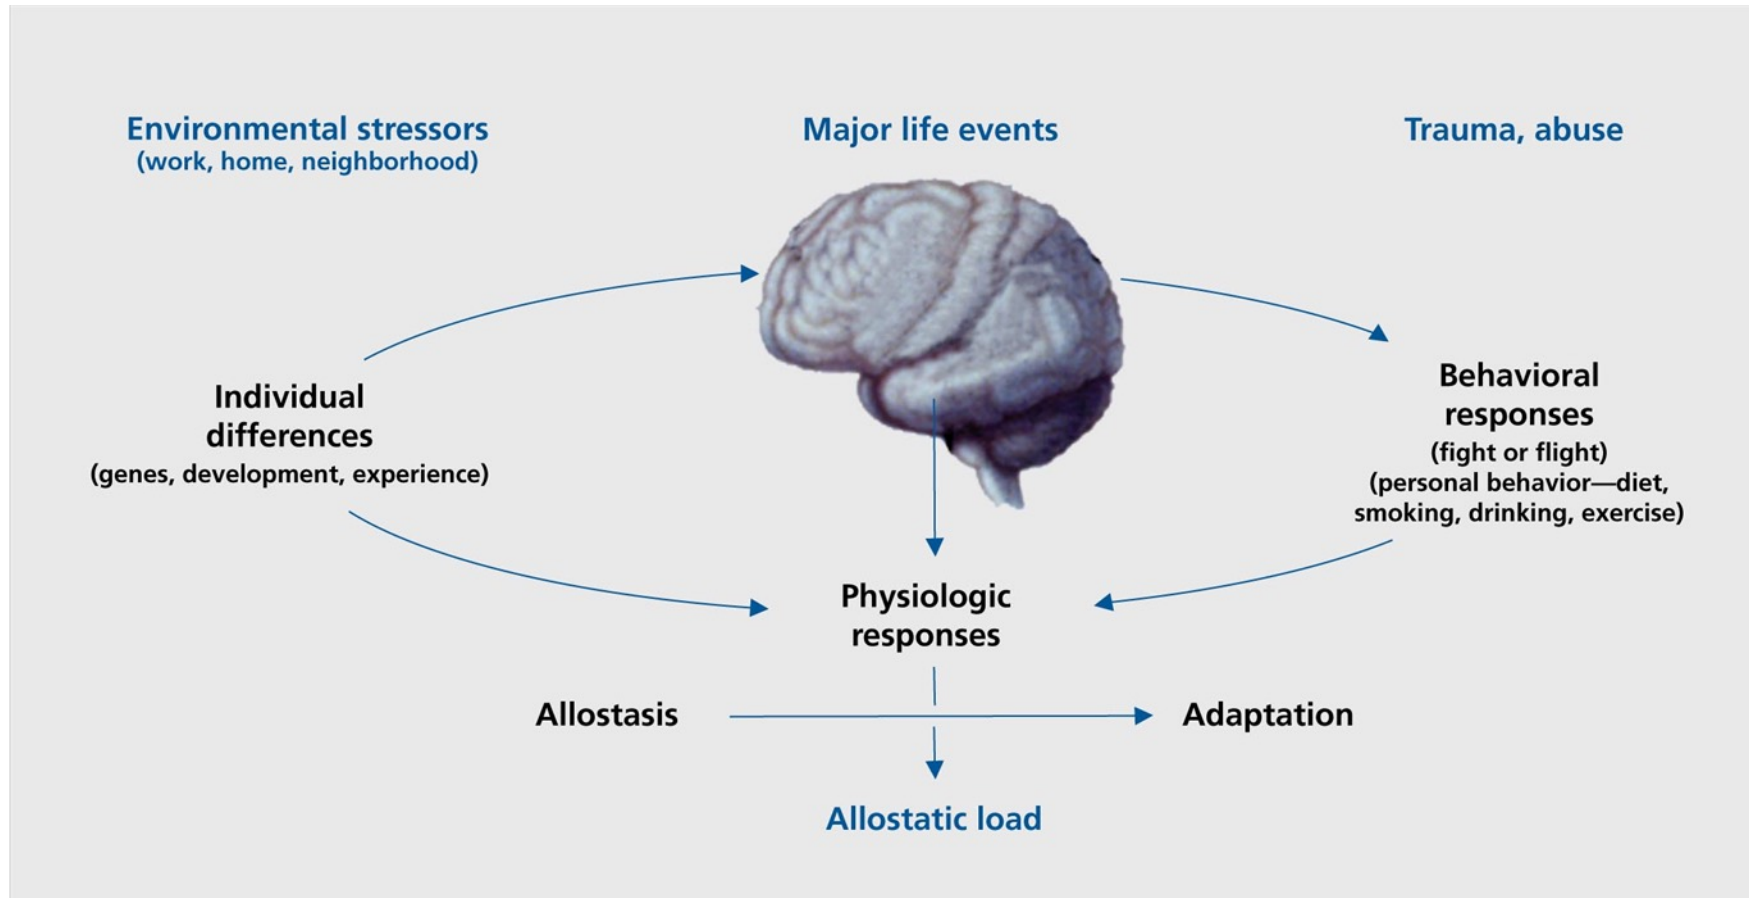 Environmental stressors
(work, home, neighborhood)
Major life events
Trauma, abuse
Individual
differences
(genes, development, experience)
Behavioral
responses
(fight or flight)
(personal behavior—diet,
smoking, drinking, exercise)
Physiologic
responses
Allostasis
Adaptation
Allostatic load